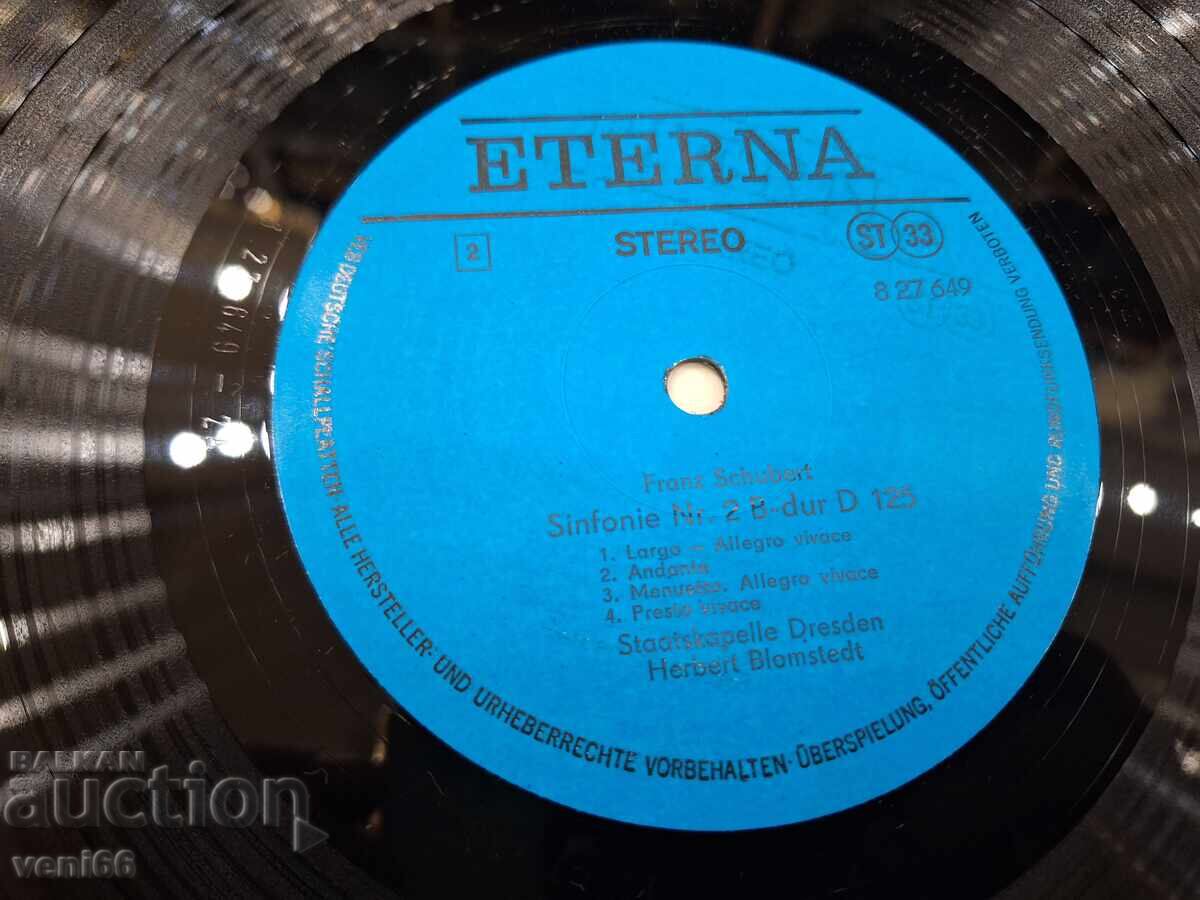 ETERNA
2
STEREO
ST 33
8 27 649
Franz Schubert
Sinfonie Nr. 2 B-dur D 125
1. Largo – Allegro vivace
2. Andante
3. Menuetto. Allegro vivace
4. Presto vivace
Staatskapelle Dresden
Herbert Blomstedt
VEB DEUTSCHE SCHALLPLATTEN · ALLE HERSTELLER- UND URHEBERRECHTE VORBEHALTEN · ÜBERSPIELUNG, ÖFFENTLICHE AUFFÜHRUNG UND RUNDFUNKSENDUNG VERBOTEN
BALKAN
auction
veni66